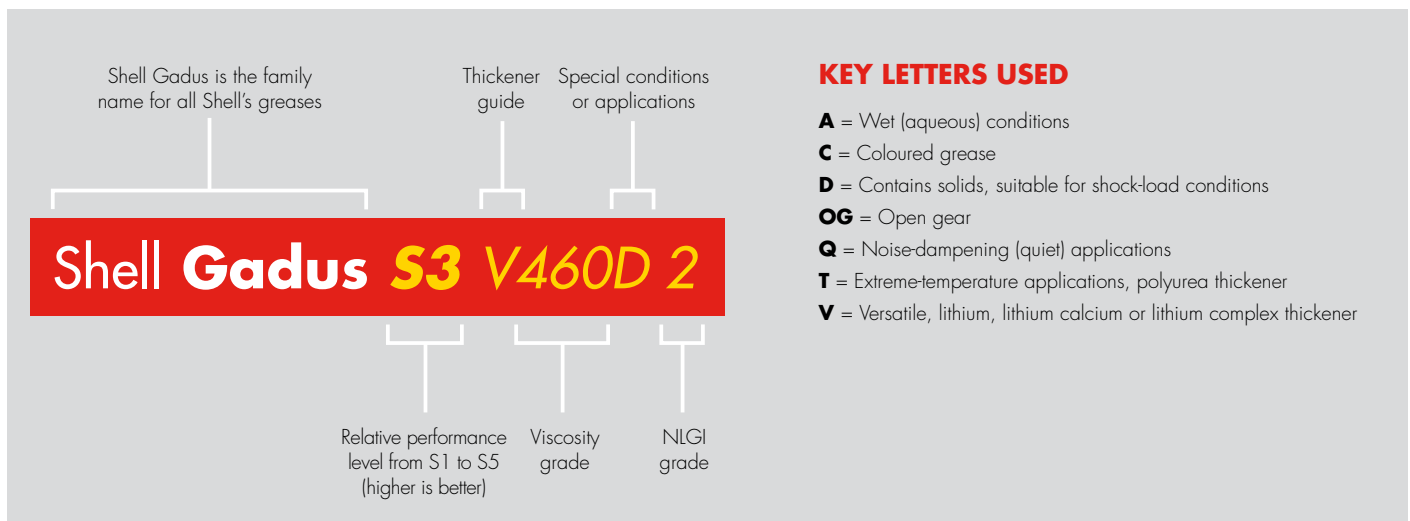 Shell Gadus is the family
name for all Shell's greases
Thickener
guide
Special conditions
or applications
Shell Gadus S3 V460D 2
Relative performance
level from S1 to S5
(higher is better)
Viscosity
grade
NLGI
grade
KEY LETTERS USED
A = Wet (aqueous) conditions
C = Coloured grease
D = Contains solids, suitable for shock-load conditions
OG = Open gear
Q = Noise-dampening (quiet) applications
T = Extreme-temperature applications, polyurea thickener
V = Versatile, lithium, lithium calcium or lithium complex thickener